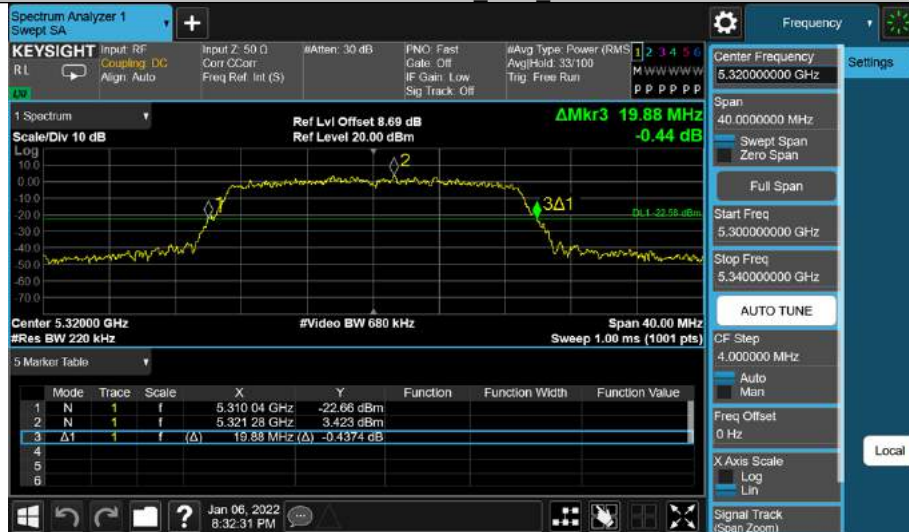 Spectrum Analyzer 1
Swept SA
+
Frequency
KEYSIGHT
RL
LXI
Input: RF
Coupling: DC
Align: Auto
Input Z: 50 Ω
Corr CCorr
Freq Ref: Int (S)
#Atten: 30 dB
PNO: Fast
Gate: Off
IF Gain: Low
Sig Track: Off
#Avg Type: Power (RMS
Avg|Hold: 33/100
Trig: Free Run
1 2 3 4 5 6
M W W W W W
P P P P P P
1 Spectrum
Scale/Div 10 dB
Ref Lvl Offset 8.69 dB
Ref Level 20.00 dBm
ΔMkr3 19.88 MHz
-0.44 dB
Log
10.0
0.00
-10.0
-20.0
-30.0
-40.0
-50.0
-60.0
-70.0
1
2
3Δ1
DL1 -22.58 dBm
Center 5.32000 GHz
#Res BW 220 kHz
#Video BW 680 kHz
Span 40.00 MHz
Sweep 1.00 ms (1001 pts)
5 Marker Table
Mode Trace Scale X Y Function Function Width Function Value
1 N 1 f 5.310 04 GHz -22.66 dBm
2 N 1 f 5.321 28 GHz 3.423 dBm
3 Δ1 1 f (Δ) 19.88 MHz (Δ) -0.4374 dB
4
5
6
?
Jan 06, 2022
8:32:31 PM
Center Frequency
5.320000000 GHz
Span
40.0000000 MHz
Swept Span
Zero Span
Full Span
Start Freq
5.300000000 GHz
Stop Freq
5.340000000 GHz
AUTO TUNE
CF Step
4.000000 MHz
Auto
Man
Freq Offset
0 Hz
X Axis Scale
Log
Lin
Signal Track
(Span Zoom)
Settings
Local